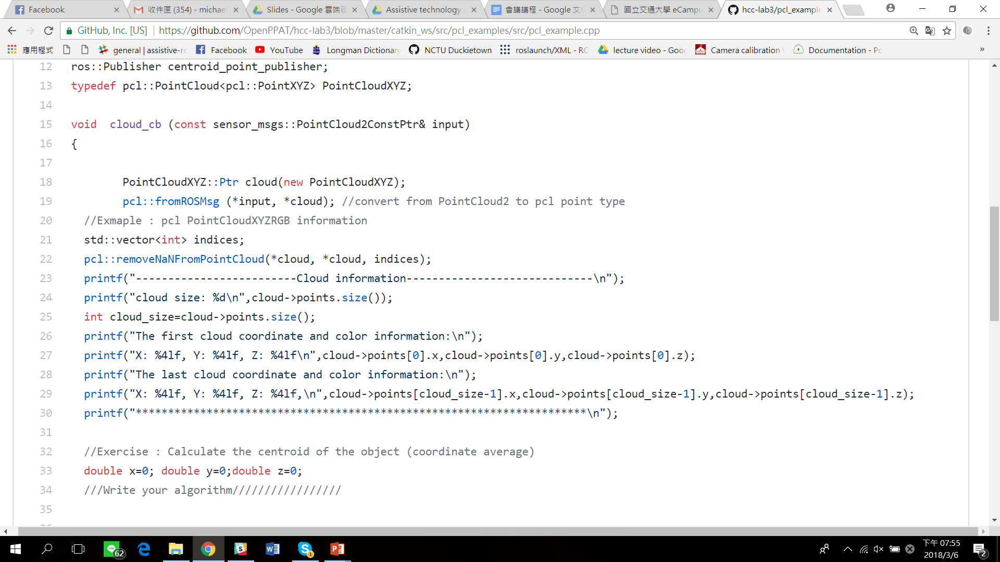 Facebook
收件匣 (354) - michael
Slides - Google 雲端硬
Assistive technology -
會議議程 - Google 文件
國立交通大學 eCampu
hcc-lab3/pcl_example
GitHub, Inc. [US] https://github.com/OpenPPAT/hcc-lab3/blob/master/catkin_ws/src/pcl_examples/src/pcl_example.cpp
應用程式 general | assistive-ro Facebook YouTube Longman Dictionary NCTU Duckietown roslaunch/XML - RO lecture video - Goog Camera calibration Documentation - Po »
12 ros::Publisher centroid_point_publisher;
13 typedef pcl::PointCloud<pcl::PointXYZ> PointCloudXYZ;
14
15 void  cloud_cb (const sensor_msgs::PointCloud2ConstPtr& input)
16 {
17
18 PointCloudXYZ::Ptr cloud(new PointCloudXYZ);
19 pcl::fromROSMsg (*input, *cloud); //convert from PointCloud2 to pcl point type
20 //Exmaple : pcl PointCloudXYZRGB information
21 std::vector<int> indices;
22 pcl::removeNaNFromPointCloud(*cloud, *cloud, indices);
23 printf("-------------------------Cloud information-----------------------------\n");
24 printf("cloud size: %d\n",cloud->points.size());
25 int cloud_size=cloud->points.size();
26 printf("The first cloud coordinate and color information:\n");
27 printf("X: %4lf, Y: %4lf, Z: %4lf\n",cloud->points[0].x,cloud->points[0].y,cloud->points[0].z);
28 printf("The last cloud coordinate and color information:\n");
29 printf("X: %4lf, Y: %4lf, Z: %4lf,\n",cloud->points[cloud_size-1].x,cloud->points[cloud_size-1].y,cloud->points[cloud_size-1].z);
30 printf("**********************************************************************\n");
31
32 //Exercise : Calculate the centroid of the object (coordinate average)
33 double x=0; double y=0;double z=0;
34 ///Write your algorithm/////////////////
35
62
1
下午 07:55
2018/3/6
2